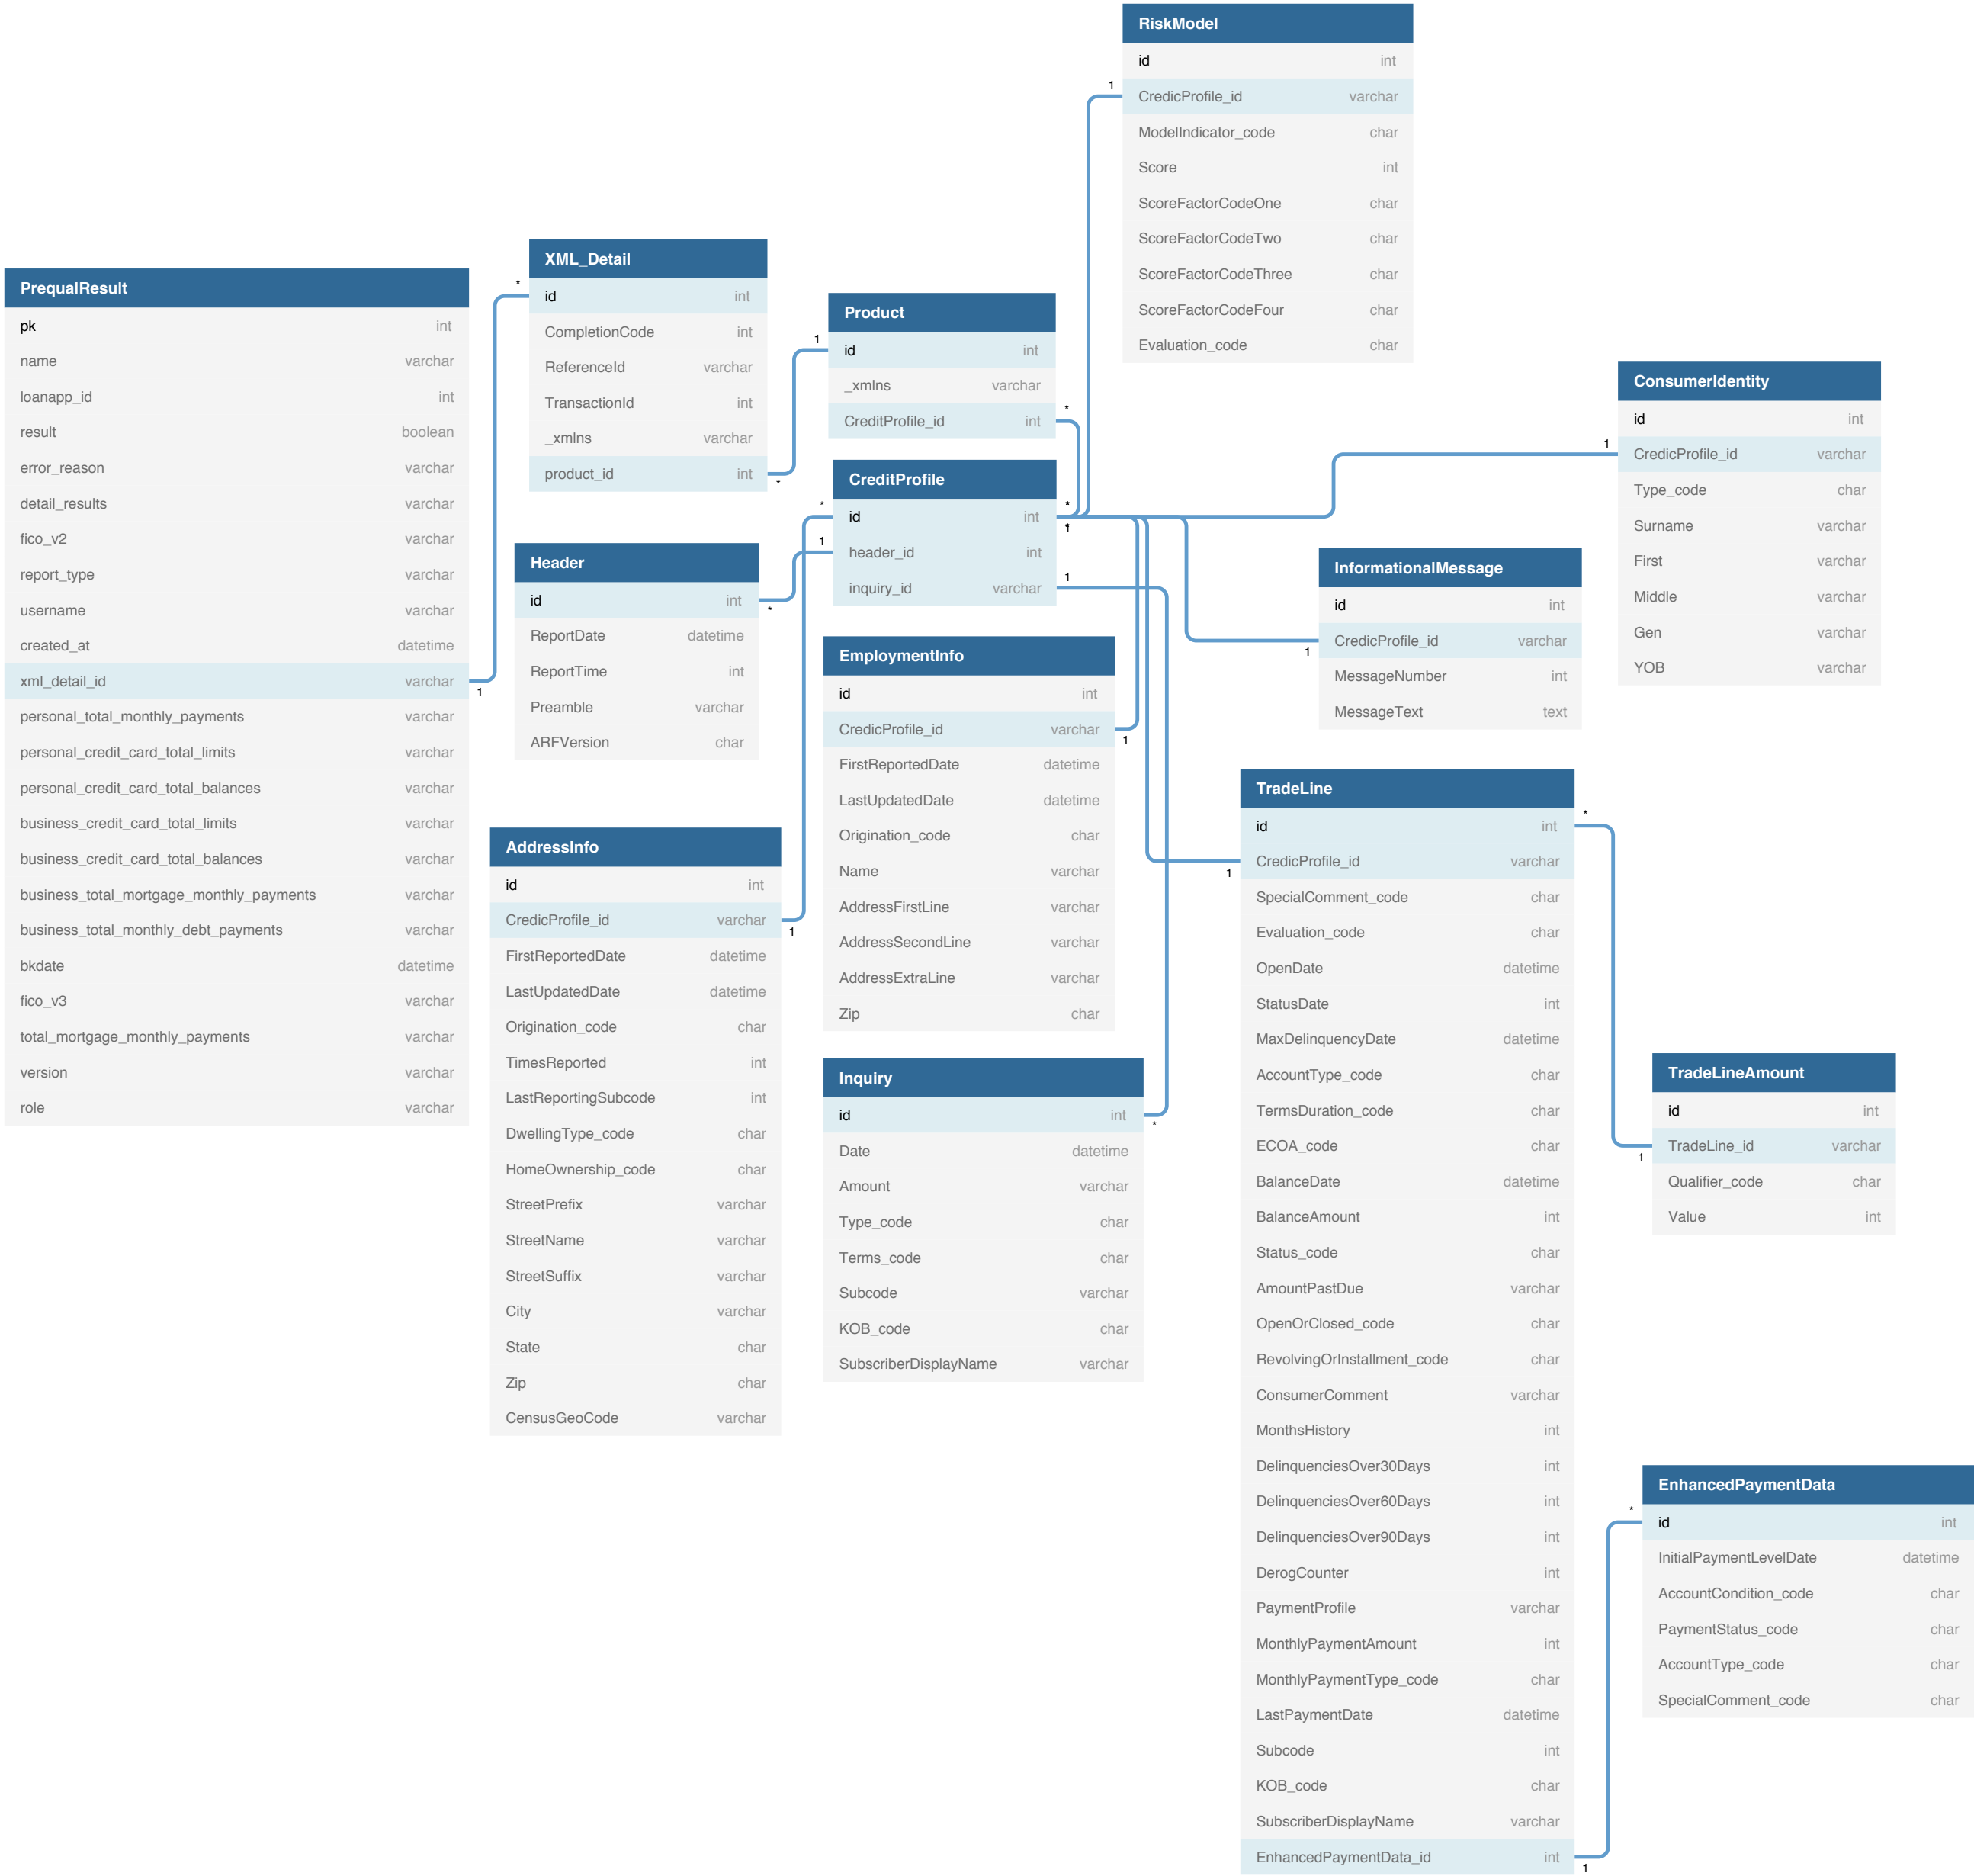 RiskModel
id int
CredicProfile_id varchar
ModelIndicator_code char
Score int
ScoreFactorCodeOne char
ScoreFactorCodeTwo char
ScoreFactorCodeThree char
ScoreFactorCodeFour char
Evaluation_code char
1
PrequalResult
pk int
name varchar
loanapp_id int
result boolean
error_reason varchar
detail_results varchar
fico_v2 varchar
report_type varchar
username varchar
created_at datetime
xml_detail_id varchar
personal_total_monthly_payments varchar
personal_credit_card_total_limits varchar
personal_credit_card_total_balances varchar
business_credit_card_total_limits varchar
business_credit_card_total_balances varchar
business_total_mortgage_monthly_payments varchar
business_total_monthly_debt_payments varchar
bkdate datetime
fico_v3 varchar
total_mortgage_monthly_payments varchar
version varchar
role varchar
1
*
XML_Detail
id int
CompletionCode int
ReferenceId varchar
TransactionId int
_xmlns varchar
product_id int
*
1
Product
id int
_xmlns varchar
CreditProfile_id int
*
CreditProfile
id int
header_id int
inquiry_id varchar
*
1
*
1
1
Header
id int
ReportDate datetime
ReportTime int
Preamble varchar
ARFVersion char
*
AddressInfo
id int
CredicProfile_id varchar
FirstReportedDate datetime
LastUpdatedDate datetime
Origination_code char
TimesReported int
LastReportingSubcode int
DwellingType_code char
HomeOwnership_code char
StreetPrefix varchar
StreetName varchar
StreetSuffix varchar
City varchar
State char
Zip char
CensusGeoCode varchar
1
EmploymentInfo
id int
CredicProfile_id varchar
FirstReportedDate datetime
LastUpdatedDate datetime
Origination_code char
Name varchar
AddressFirstLine varchar
AddressSecondLine varchar
AddressExtraLine varchar
Zip char
1
Inquiry
id int
Date datetime
Amount varchar
Type_code char
Terms_code char
Subcode varchar
KOB_code char
SubscriberDisplayName varchar
*
ConsumerIdentity
id int
CredicProfile_id varchar
Type_code char
Surname varchar
First varchar
Middle varchar
Gen varchar
YOB varchar
1
InformationalMessage
id int
CredicProfile_id varchar
MessageNumber int
MessageText text
1
TradeLine
id int
CredicProfile_id varchar
SpecialComment_code char
Evaluation_code char
OpenDate datetime
StatusDate int
MaxDelinquencyDate datetime
AccountType_code char
TermsDuration_code char
ECOA_code char
BalanceDate datetime
BalanceAmount int
Status_code char
AmountPastDue varchar
OpenOrClosed_code char
RevolvingOrInstallment_code char
ConsumerComment varchar
MonthsHistory int
DelinquenciesOver30Days int
DelinquenciesOver60Days int
DelinquenciesOver90Days int
DerogCounter int
PaymentProfile varchar
MonthlyPaymentAmount int
MonthlyPaymentType_code char
LastPaymentDate datetime
Subcode int
KOB_code char
SubscriberDisplayName varchar
EnhancedPaymentData_id int
1
*
1
TradeLineAmount
id int
TradeLine_id varchar
Qualifier_code char
Value int
1
EnhancedPaymentData
id int
InitialPaymentLevelDate datetime
AccountCondition_code char
PaymentStatus_code char
AccountType_code char
SpecialComment_code char
*